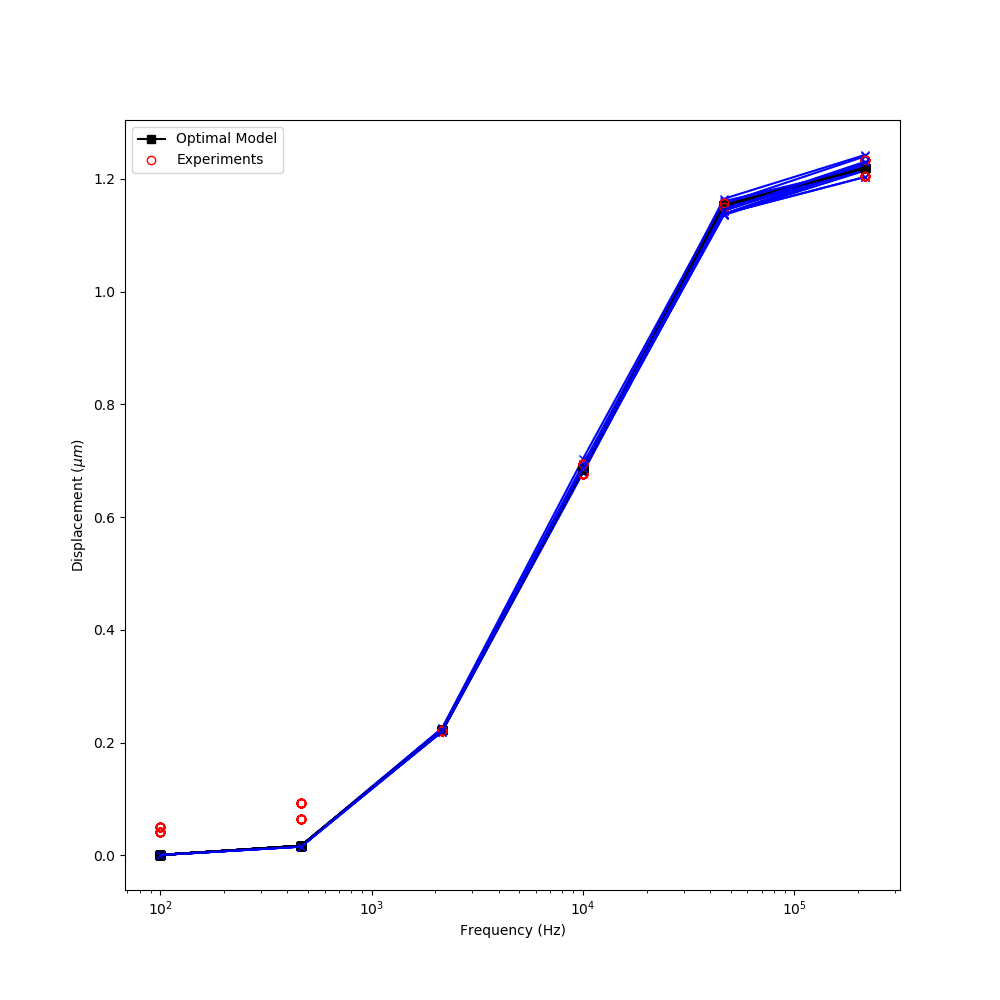 Optimal Model
Experiments
1.2
1.0
0.8
0.6
0.4
0.2
0.0
Displacement (μm)
10²
10³
10⁴
10⁵
Frequency (Hz)